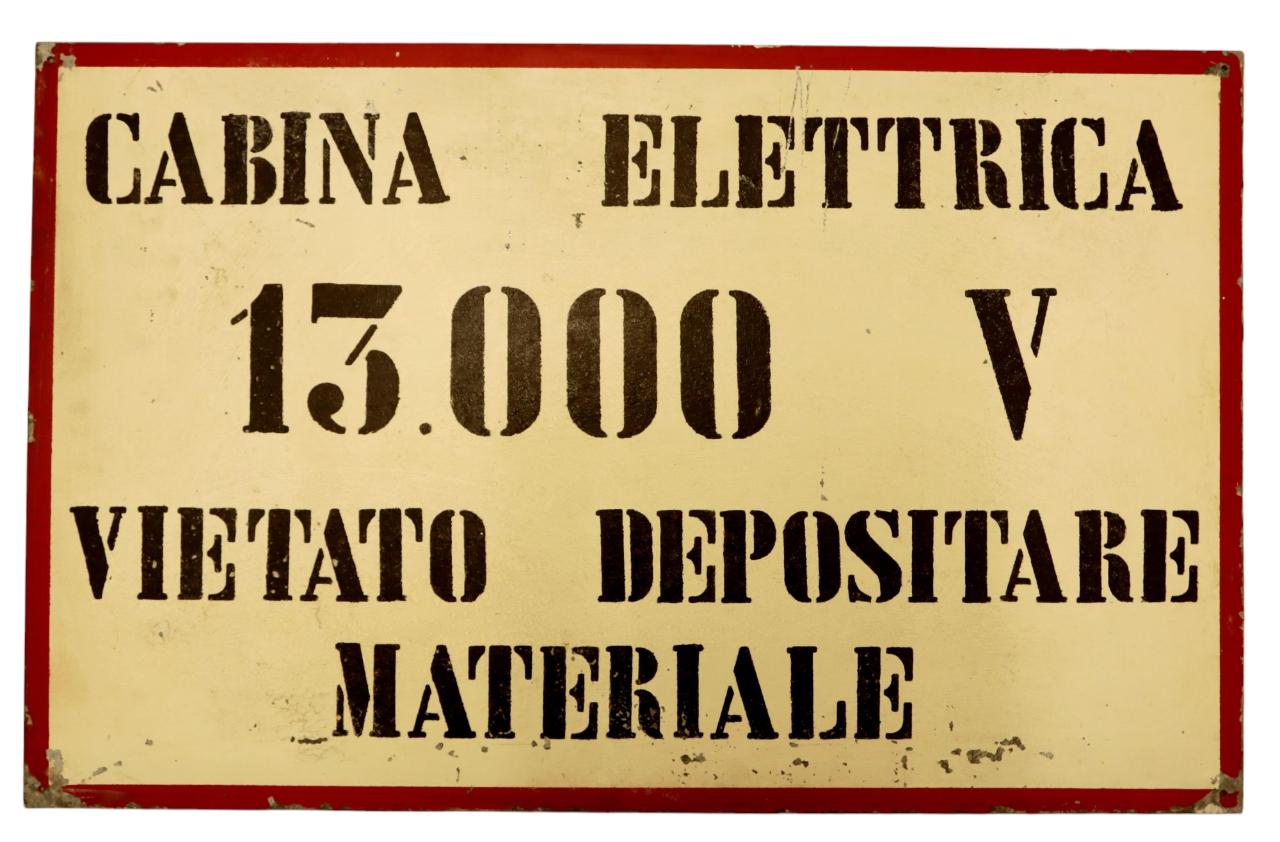 CABINA ELETTRICA
13.000 V
VIETATO DEPOSITARE
MATERIALE